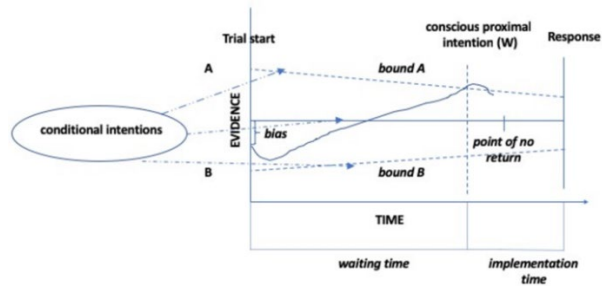 conscious proximal
intention (W)
Response
Trial start
A
bound A
conditional intentions
EVIDENCE
bias
point of no
return
B
bound B
TIME
waiting time
implementation
time